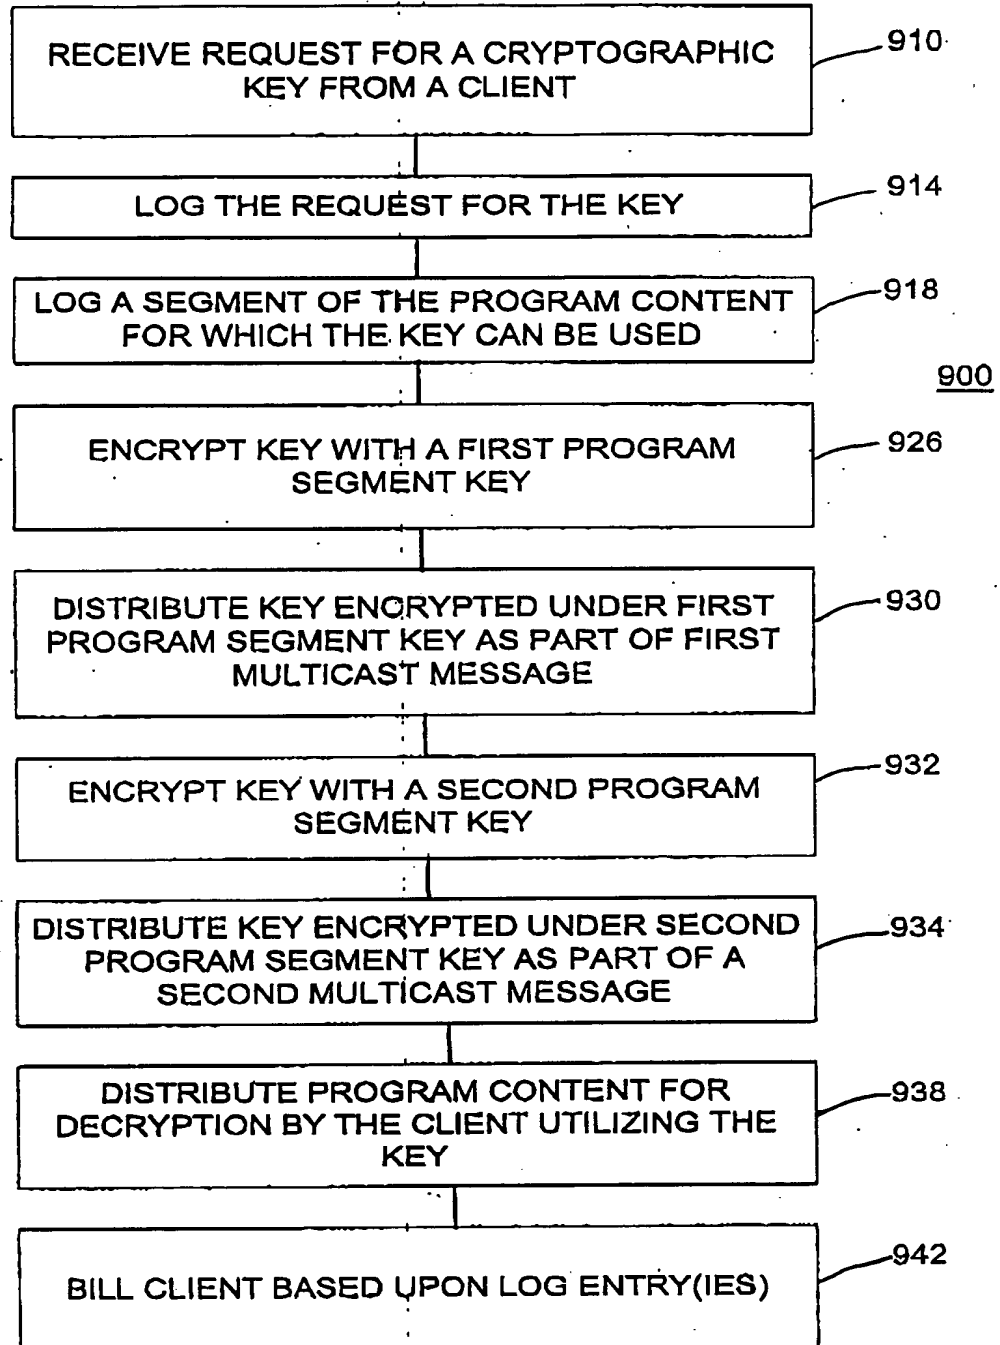 RECEIVE REQUEST FOR A CRYPTOGRAPHIC
KEY FROM A CLIENT
910
LOG THE REQUEST FOR THE KEY
914
LOG A SEGMENT OF THE PROGRAM CONTENT
FOR WHICH THE KEY CAN BE USED
918
900
ENCRYPT KEY WITH A FIRST PROGRAM
SEGMENT KEY
926
DISTRIBUTE KEY ENCRYPTED UNDER FIRST
PROGRAM SEGMENT KEY AS PART OF FIRST
MULTICAST MESSAGE
930
ENCRYPT KEY WITH A SECOND PROGRAM
SEGMENT KEY
932
DISTRIBUTE KEY ENCRYPTED UNDER SECOND
PROGRAM SEGMENT KEY AS PART OF A
SECOND MULTICAST MESSAGE
934
DISTRIBUTE PROGRAM CONTENT FOR
DECRYPTION BY THE CLIENT UTILIZING THE
KEY
938
BILL CLIENT BASED UPON LOG ENTRY(IES)
942